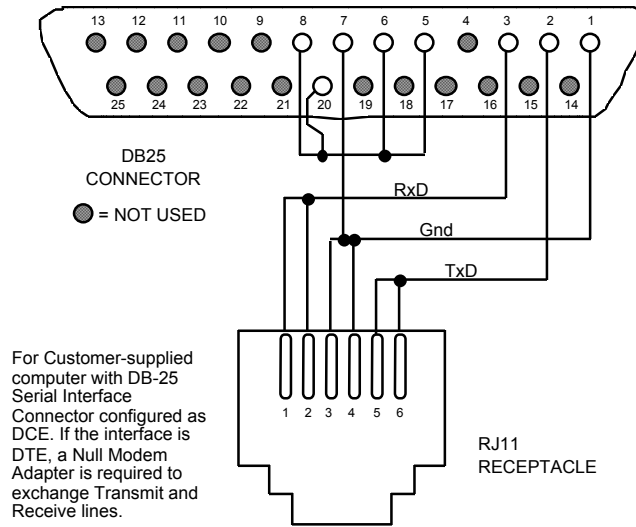 13 12 11 10 9 8 7 6 5 4 3 2 1
25 24 23 22 21 20 19 18 17 16 15 14
DB25
CONNECTOR
= NOT USED
RxD
Gnd
TxD
For Customer-supplied
computer with DB-25
Serial Interface
Connector configured as
DCE. If the interface is
DTE, a Null Modem
Adapter is required to
exchange Transmit and
Receive lines.
1 2 3 4 5 6
RJ11
RECEPTACLE